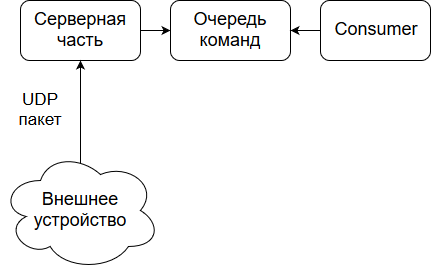 Серверная
часть
Очередь
команд
Consumer
UDP
пакет
Внешнее
устройство